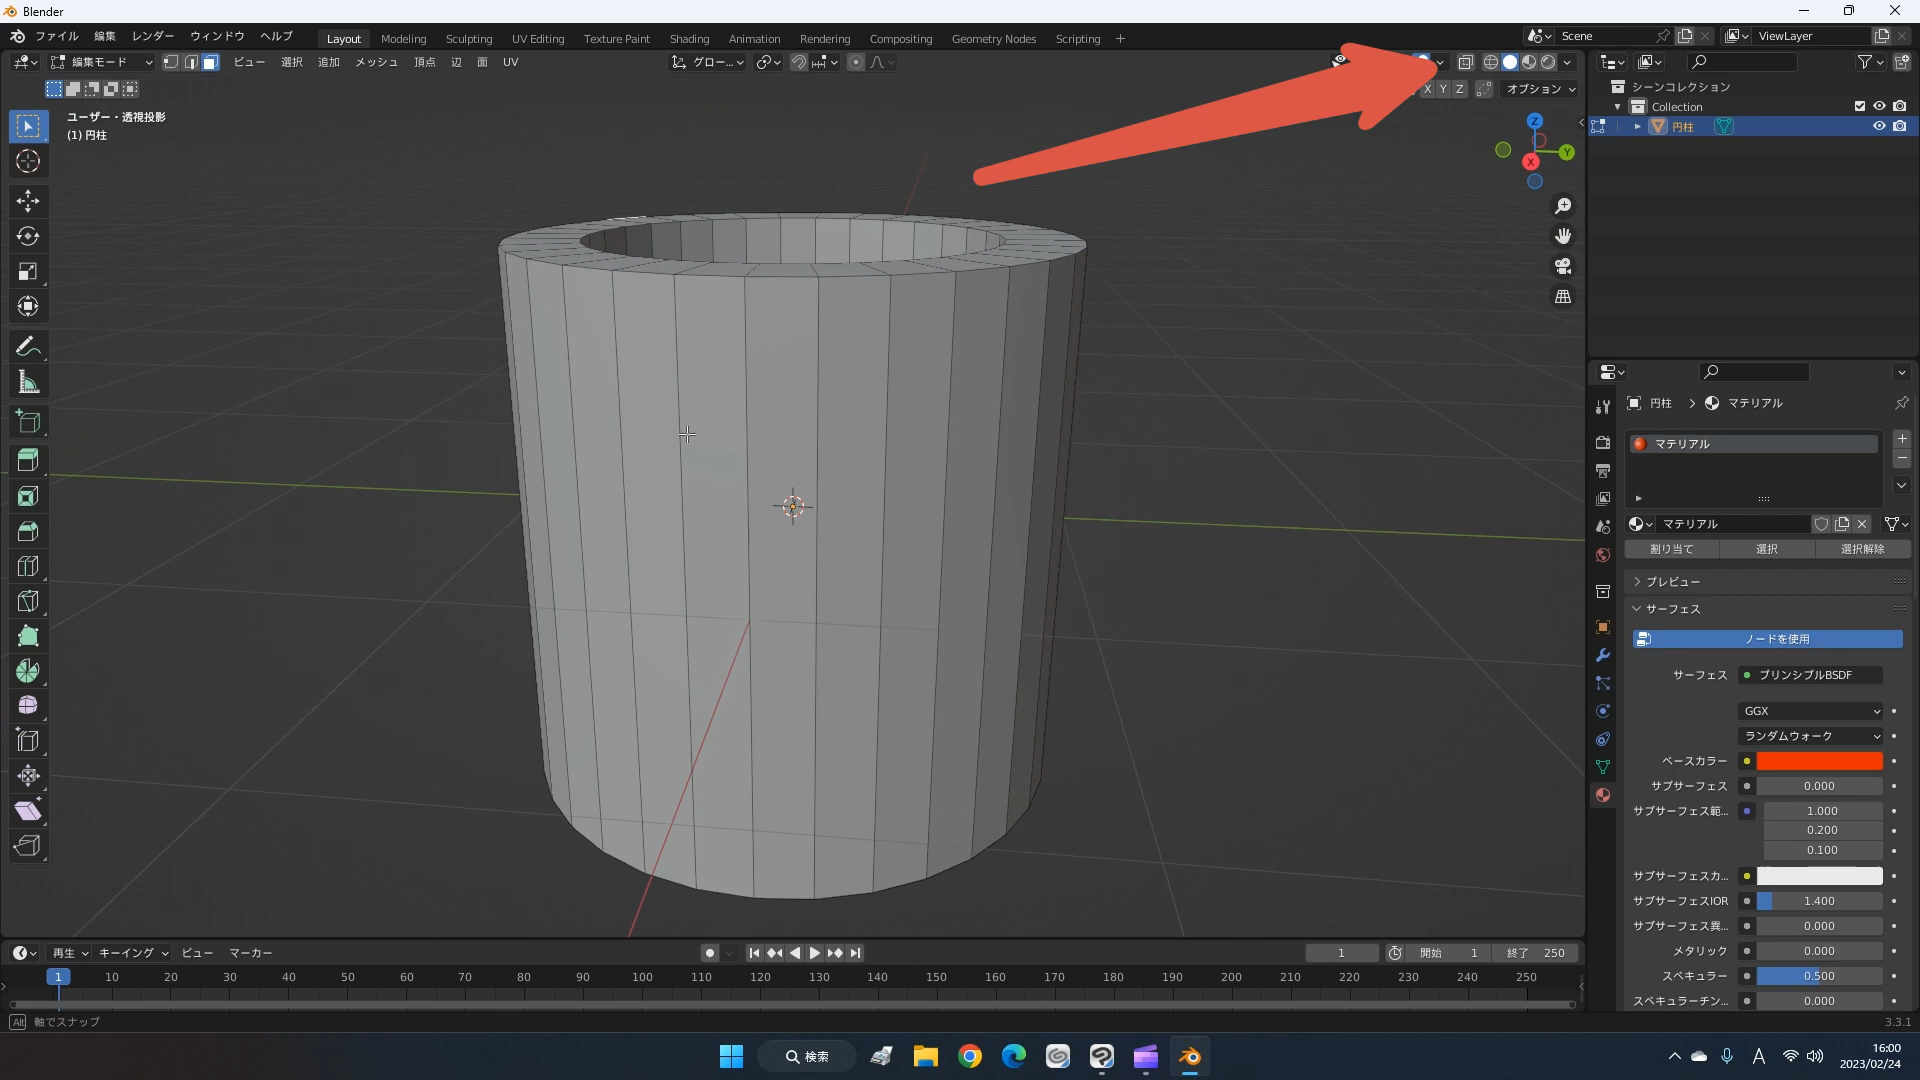 Blender
ファイル 編集 レンダー ウィンドウ ヘルプ Layout Modeling Sculpting UV Editing Texture Paint Shading Animation Rendering Compositing Geometry Nodes Scripting + Scene ViewLayer
編集モード ビュー 選択 追加 メッシュ 頂点 辺 面 UV グロー...
X Y Z オプション
シーンコレクション
Collection
円柱
ユーザー・透視投影
(1) 円柱
Z
Y
X
円柱 マテリアル
マテリアル
マテリアル
割り当て 選択 選択解除
プレビュー
サーフェス
ノードを使用
サーフェス プリンシプルBSDF
GGX
ランダムウォーク
ベースカラー
サブサーフェス 0.000
サブサーフェス範... 1.000
0.200
0.100
サブサーフェスカ...
サブサーフェスIOR 1.400
サブサーフェス異... 0.000
メタリック 0.000
スペキュラー 0.500
スペキュラーチン... 0.000
再生 キーイング ビュー マーカー 1 開始 1 終了 250
1 10 20 30 40 50 60 70 80 90 100 110 120 130 140 150 160 170 180 190 200 210 220 230 240 250
Alt 軸でスナップ
3.3.1
検索
A
16:00
2023/02/24